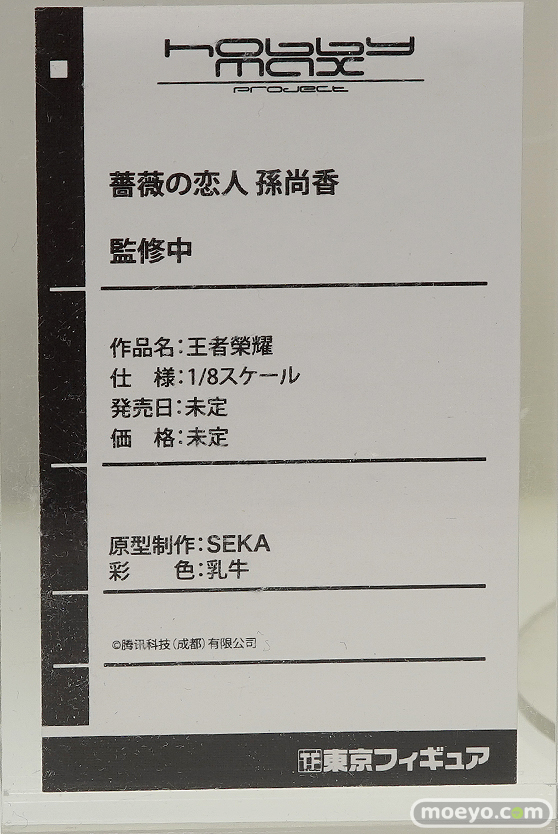 hobby
max
project
薔薇の恋人 孫尚香
監修中
作品名：王者榮耀
仕　様：1/8スケール
発売日：未定
価　格：未定
原型制作：SEKA
彩　　色：乳牛
©腾讯科技（成都）有限公司
TF 東京フィギュア
moeyo.com